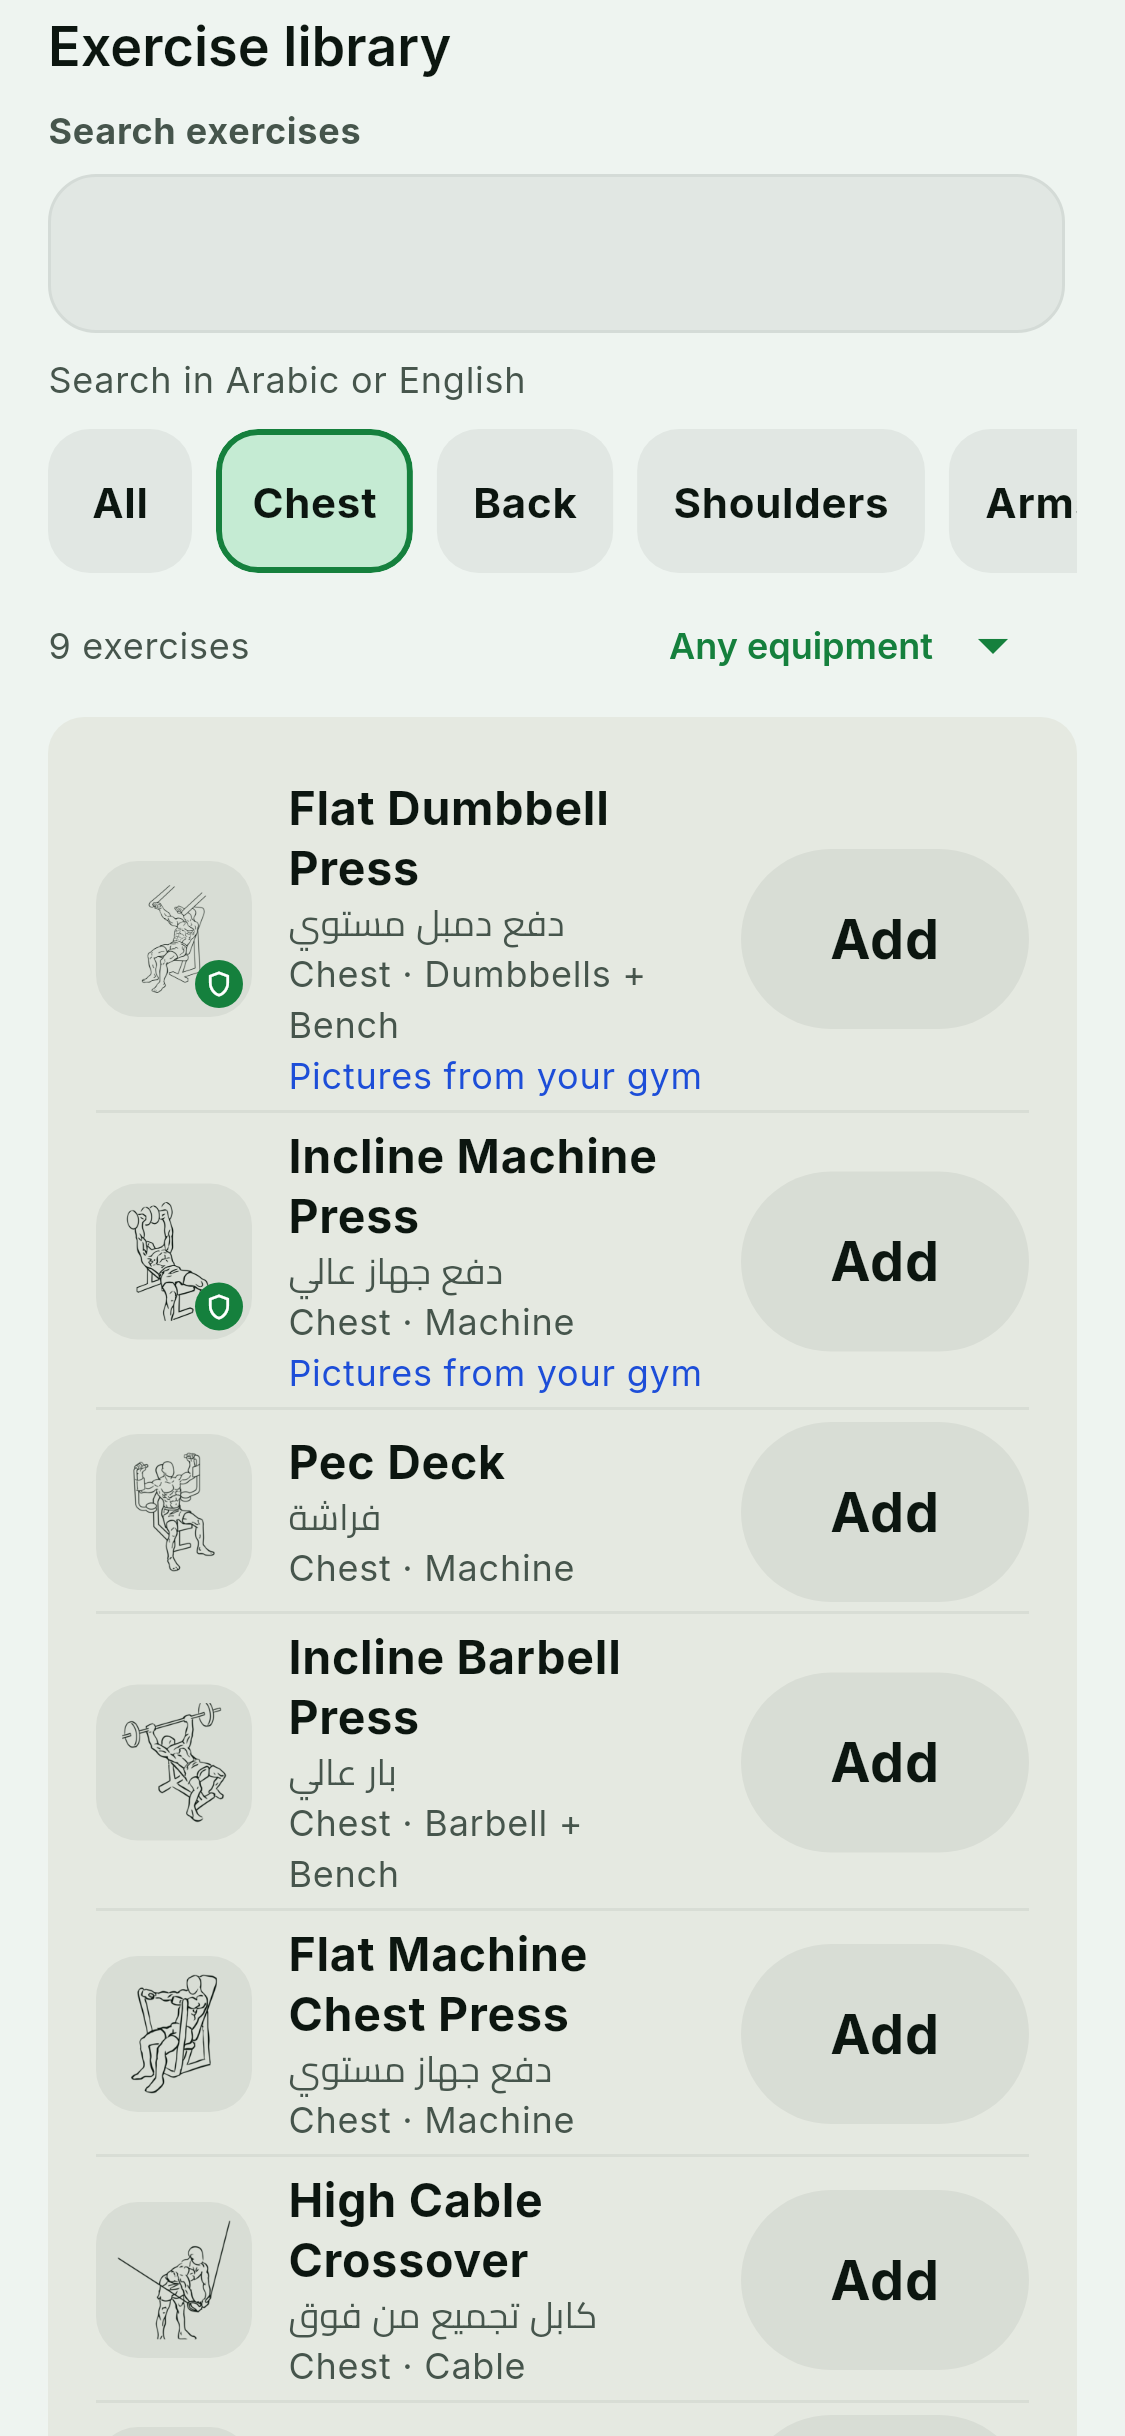 Exercise library
Search exercises
Search in Arabic or English
All
Chest
Back
Shoulders
Arm
9 exercises
Any equipment
Flat Dumbbell
Press
دفع دمبل مستوي
Chest · Dumbbells +
Bench
Pictures from your gym
Add
Incline Machine
Press
دفع جهاز عالي
Chest · Machine
Pictures from your gym
Add
Pec Deck
فراشة
Chest · Machine
Add
Incline Barbell
Press
بار عالي
Chest · Barbell +
Bench
Add
Flat Machine
Chest Press
دفع جهاز مستوي
Chest · Machine
Add
High Cable
Crossover
كابل تجميع من فوق
Chest · Cable
Add